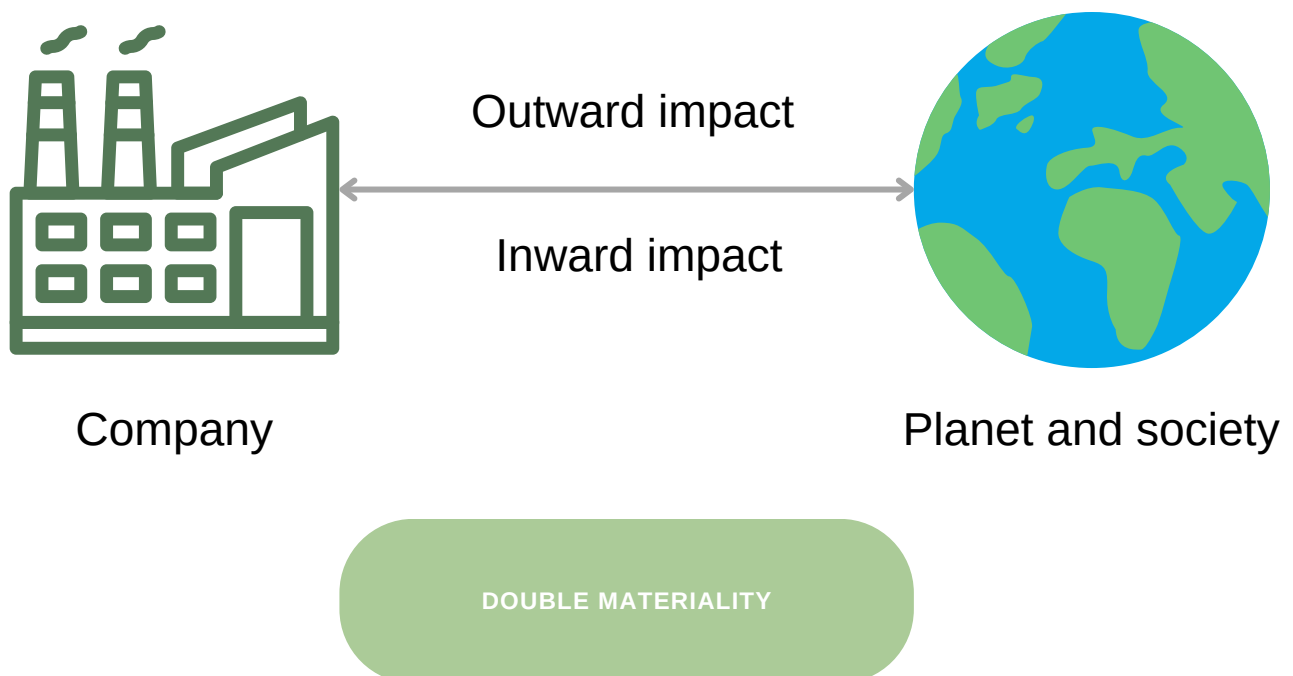 Outward impact
Inward impact
Company
Planet and society
DOUBLE MATERIALITY